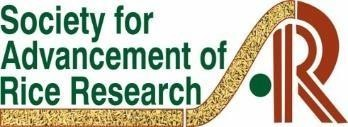 Society for
Advancement of
Rice Research
R